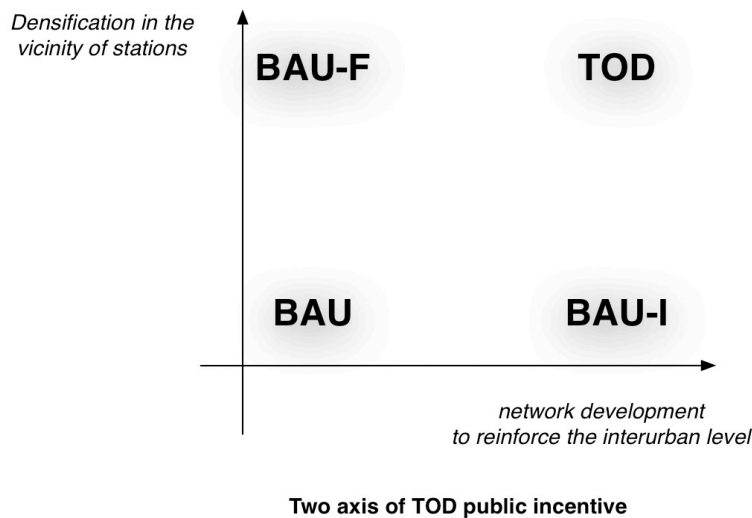 Densification in the
vicinity of stations
BAU-F
TOD
BAU
BAU-I
network development
to reinforce the interurban level
Two axis of TOD public incentive